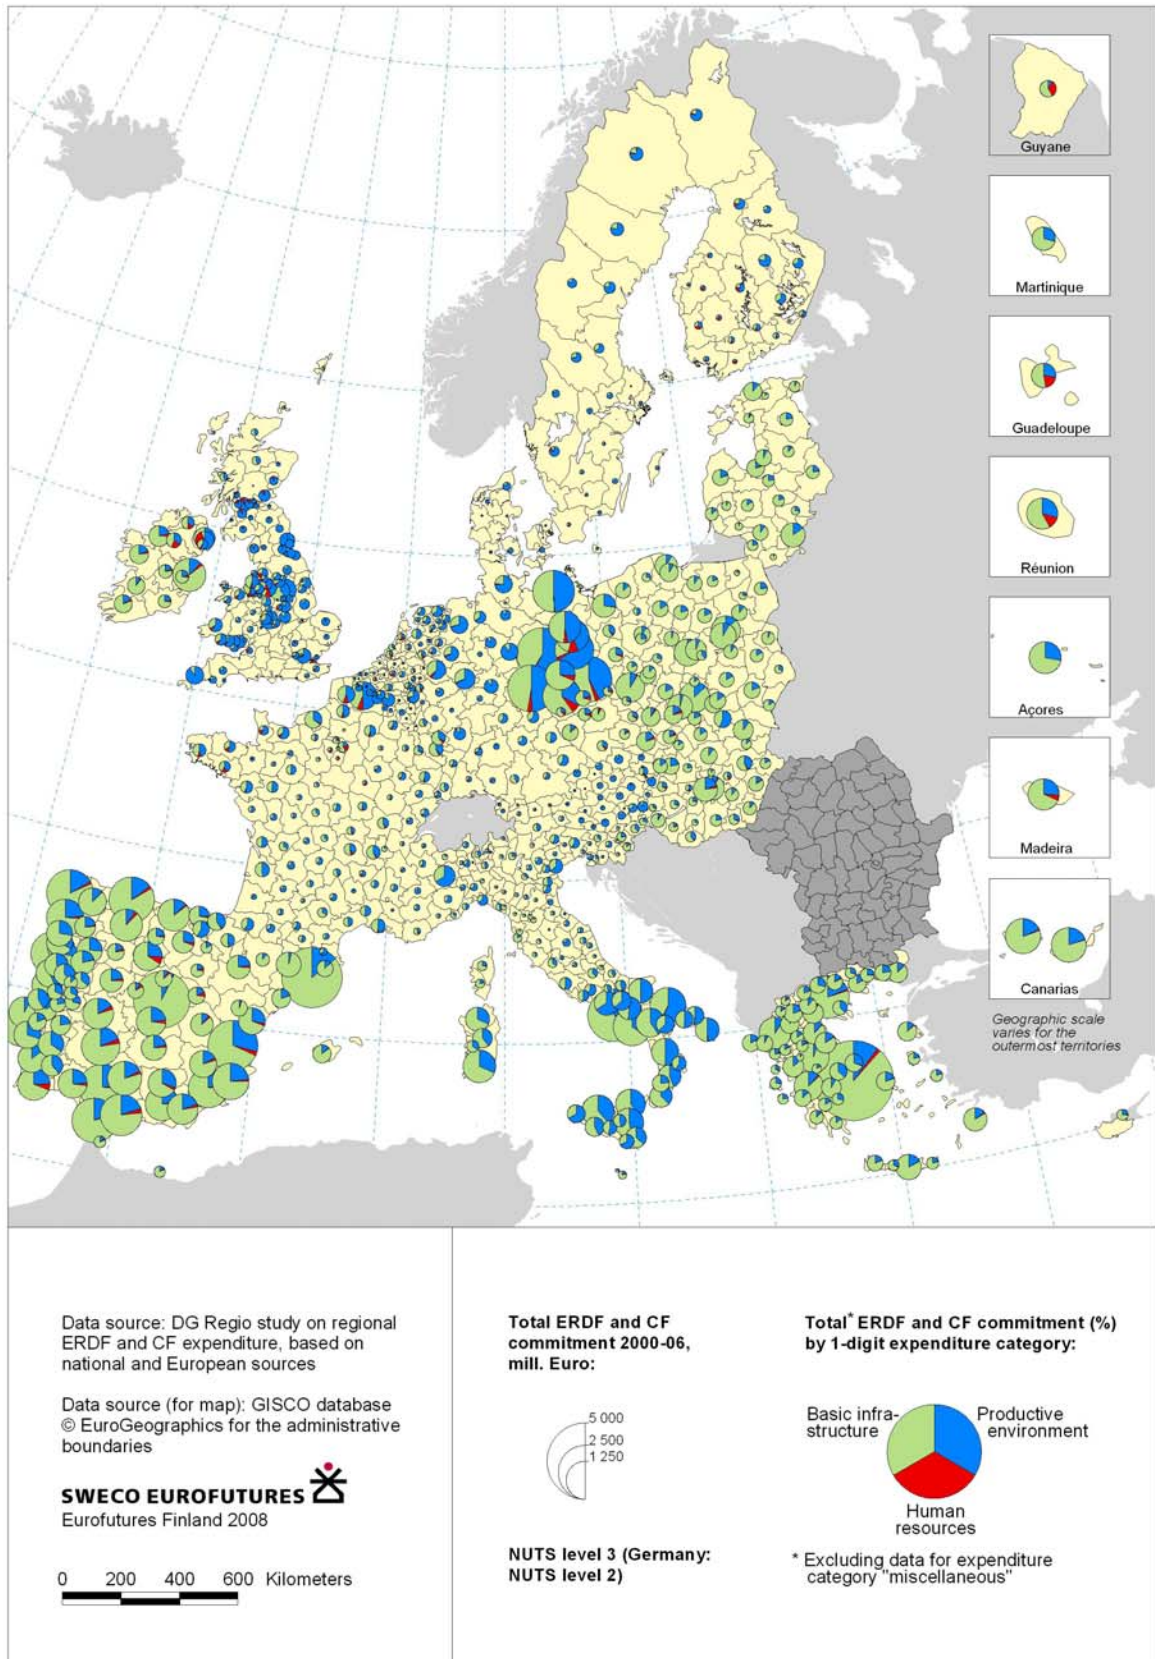 Guyane
Martinique
Guadeloupe
Réunion
Açores
Madeira
Canarias
Geographic scale
varies for the
outermost territories
Data source: DG Regio study on regional
ERDF and CF expenditure, based on
national and European sources
Data source (for map): GISCO database
© EuroGeographics for the administrative
boundaries
SWECO EUROFUTURES
Eurofutures Finland 2008
0 200 400 600 Kilometers
Total ERDF and CF
commitment 2000-06,
mill. Euro:
5 000
2 500
1 250
NUTS level 3 (Germany:
NUTS level 2)
Total* ERDF and CF commitment (%)
by 1-digit expenditure category:
Basic infra-
structure
Productive
environment
Human
resources
* Excluding data for expenditure
category "miscellaneous"